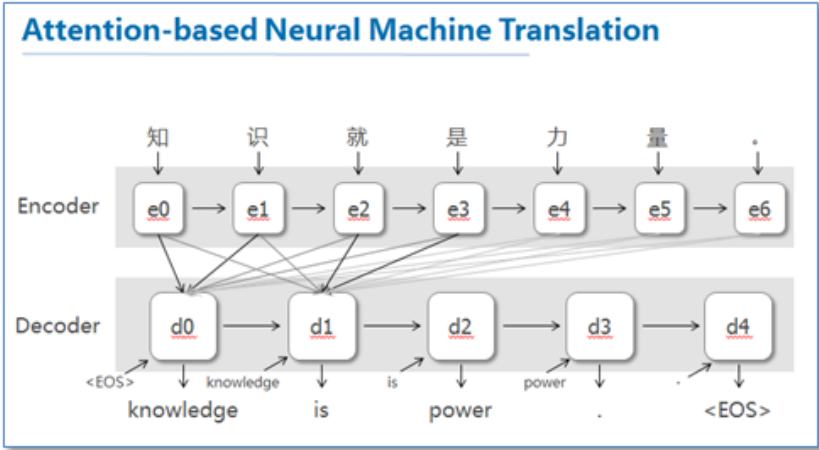 Attention-based Neural Machine Translation
知 识 就 是 力 量 。
Encoder e0 e1 e2 e3 e4 e5 e6
Decoder d0 d1 d2 d3 d4
<EOS> knowledge is power .
knowledge is power . <EOS>